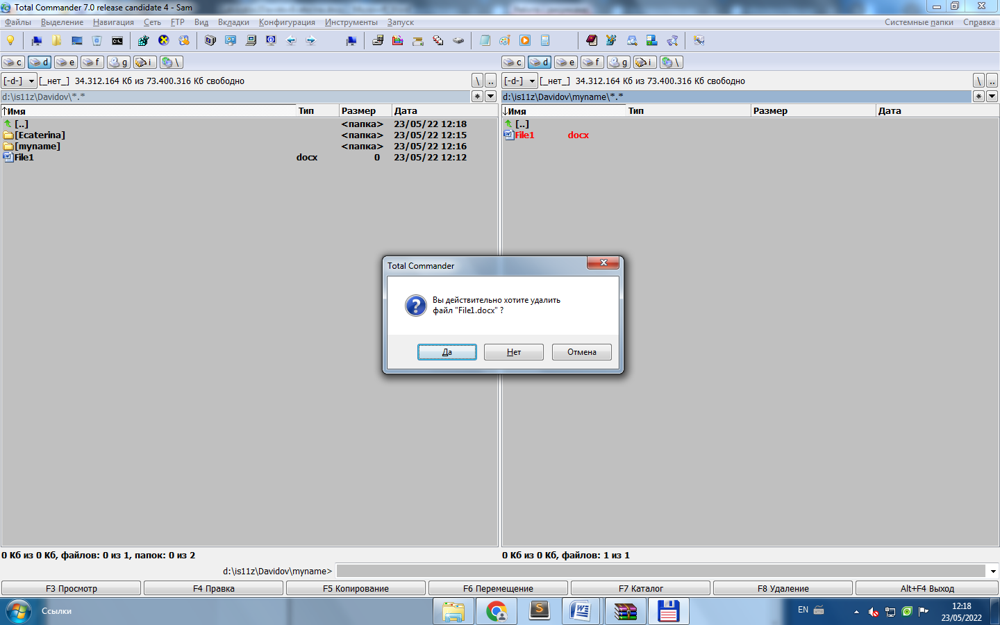 Total Commander 7.0 release candidate 4 - Sam
Файлы Выделение Навигация Сеть FTP Вид Вкладки Конфигурация Инструменты Запуск Системные папки Справка
c d e f g i \ c d e f g i \
[-d-] [_нет_] 34.312.164 Кб из 73.400.316 Кб свободно \ .. [-d-] [_нет_] 34.312.164 Кб из 73.400.316 Кб свободно \ ..
d:\is11z\Davidov\*.* * d:\is11z\Davidov\myname\*.* *
↑Имя Тип Размер Дата ↓Имя Тип Размер Дата
[..] <папка> 23/05/22 12:18 [..]
[Ecaterina] <папка> 23/05/22 12:15 File1 docx
[myname] <папка> 23/05/22 12:16
File1 docx 0 23/05/22 12:12
Total Commander
Вы действительно хотите удалить
файл "File1.docx" ?
Да Нет Отмена
0 Кб из 0 Кб, файлов: 0 из 1, папок: 0 из 2 0 Кб из 0 Кб, файлов: 1 из 1
d:\is11z\Davidov\myname>
F3 Просмотр F4 Правка F5 Копирование F6 Перемещение F7 Каталог F8 Удаление Alt+F4 Выход
Ссылки EN 12:18
23/05/2022